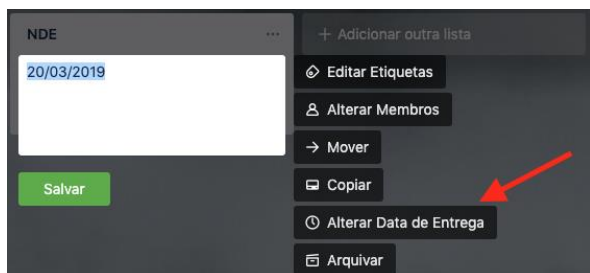 NDE
+ Adicionar outra lista
20/03/2019
Editar Etiquetas
Alterar Membros
Mover
Copiar
Salvar
Alterar Data de Entrega
Arquivar